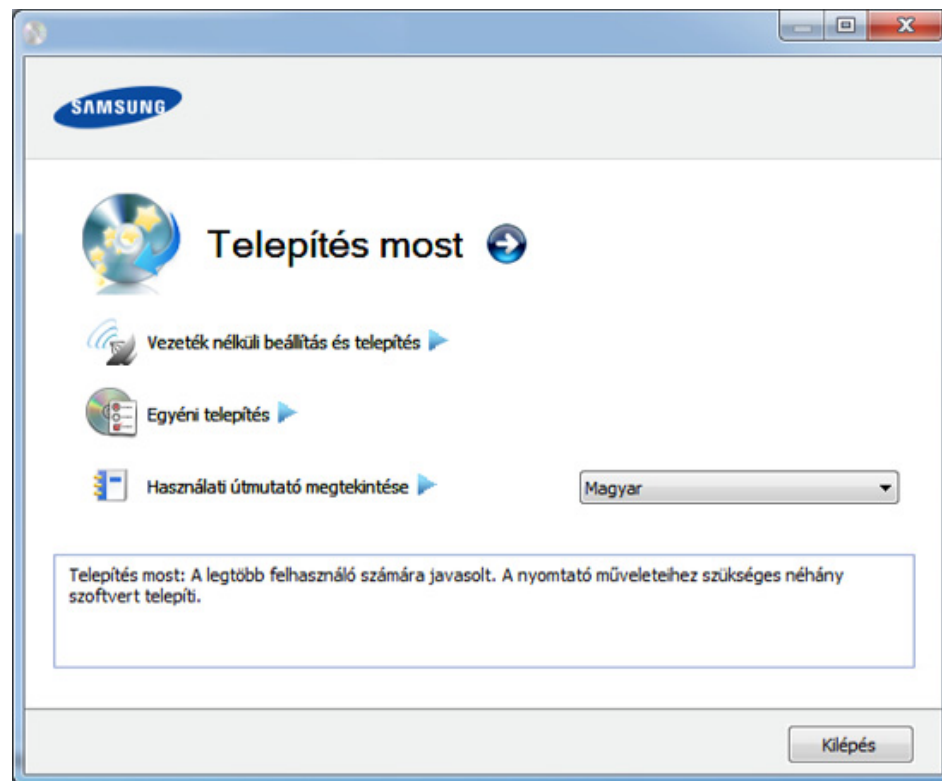 SAMSUNG
Telepítés most
Vezeték nélküli beállítás és telepítés
Egyéni telepítés
Használati útmutató megtekintése
Magyar
Telepítés most: A legtöbb felhasználó számára javasolt. A nyomtató műveleteihez szükséges néhány
szoftvert telepíti.
Kilépés